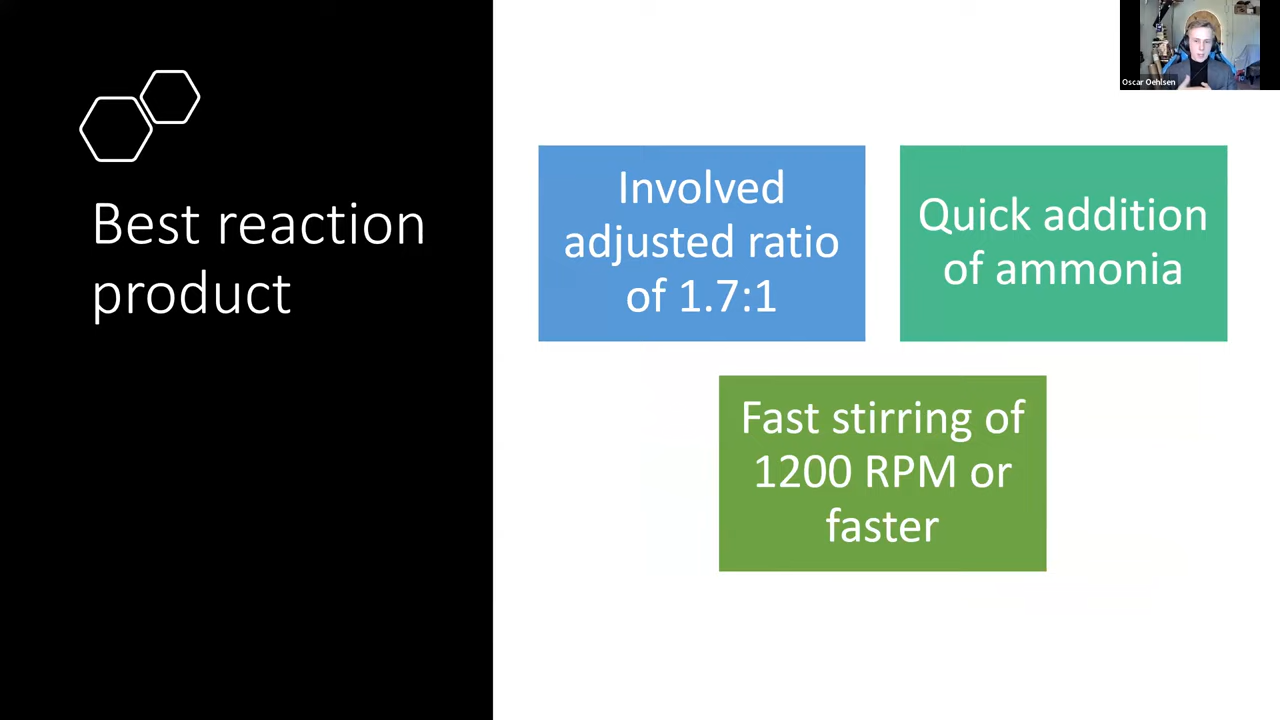 Oscar Oehlsen
Best reaction
product
Involved
adjusted ratio
of 1.7:1
Quick addition
of ammonia
Fast stirring of
1200 RPM or
faster